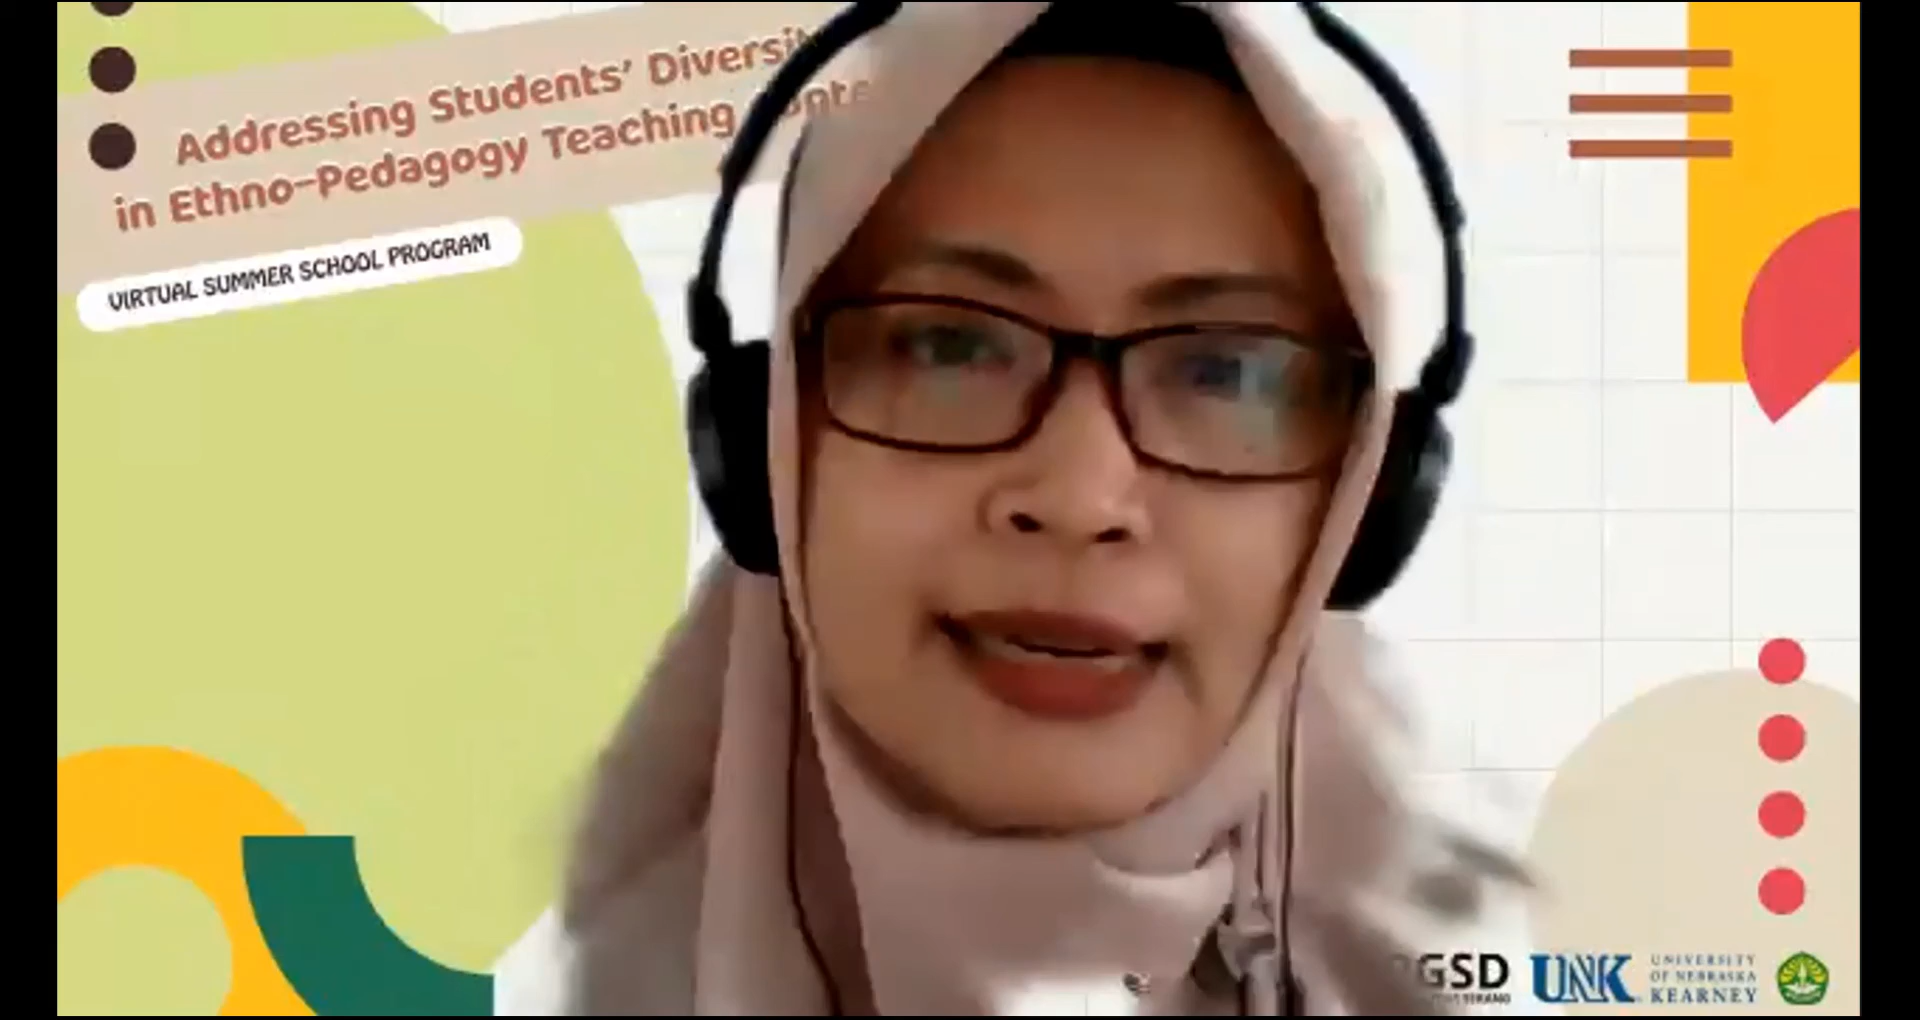 Addressing Students' Diversi
in Ethno-Pedagogy Teaching
VIRTUAL SUMMER SCHOOL PROGRAM
GSD
UNK
UNIVERSITY
OF NEBRASKA
KEARNEY